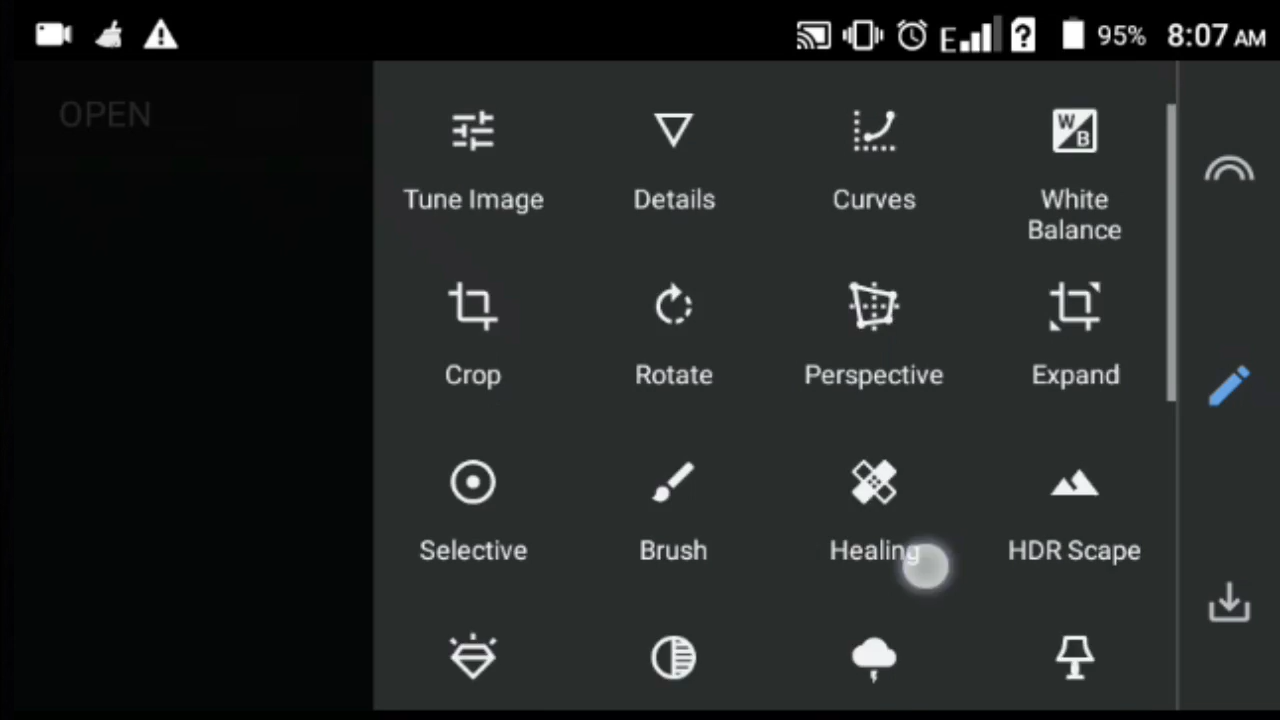 E 95% 8:07 AM
OPEN
Tune Image
Details
Curves
White
Balance
Crop
Rotate
Perspective
Expand
Selective
Brush
Healing
HDR Scape